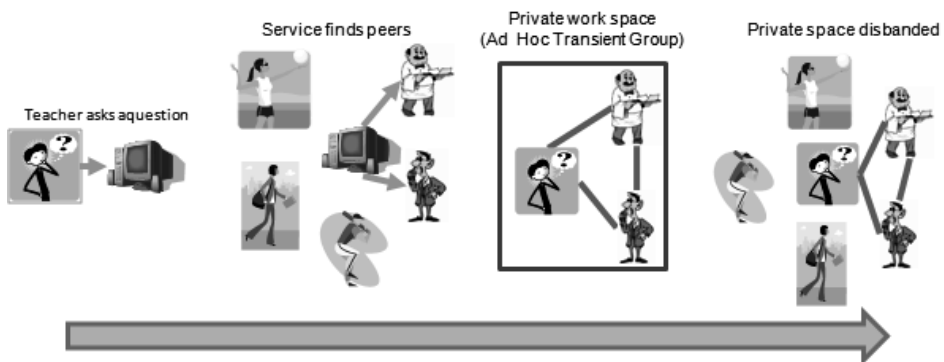 Teacher asks aquestion
?
Service finds peers
Private work space
(Ad Hoc Transient Group)
?
Private space disbanded
?